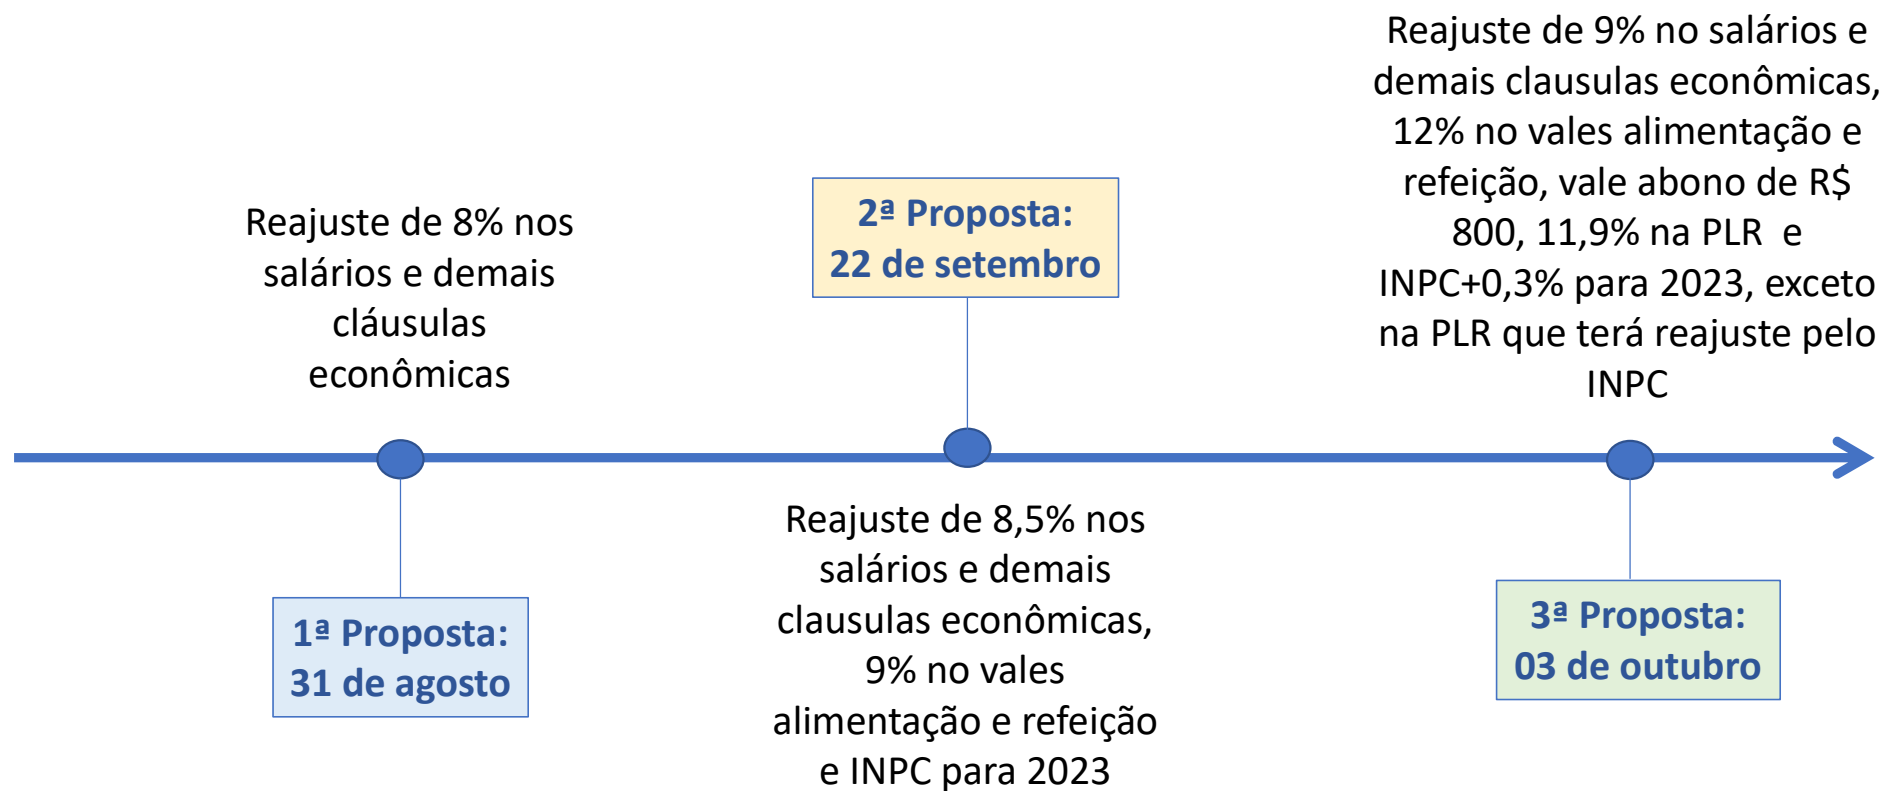 Reajuste de 8% nos
salários e demais
cláusulas
econômicas
1ª Proposta:
31 de agosto
2ª Proposta:
22 de setembro
Reajuste de 8,5% nos
salários e demais
clausulas econômicas,
9% no vales
alimentação e refeição
e INPC para 2023
Reajuste de 9% no salários e
demais clausulas econômicas,
12% no vales alimentação e
refeição, vale abono de R$
800, 11,9% na PLR e
INPC+0,3% para 2023, exceto
na PLR que terá reajuste pelo
INPC
3ª Proposta:
03 de outubro